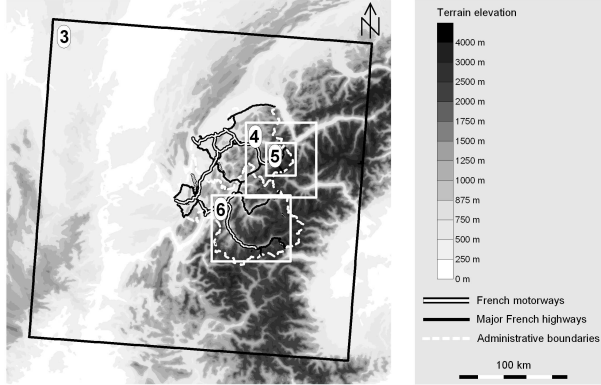 3
N
4
5
6
Terrain elevation
4000 m
3000 m
2500 m
2000 m
1750 m
1500 m
1250 m
1000 m
875 m
750 m
500 m
250 m
0 m
French motorways
Major French highways
Administrative boundaries
100 km